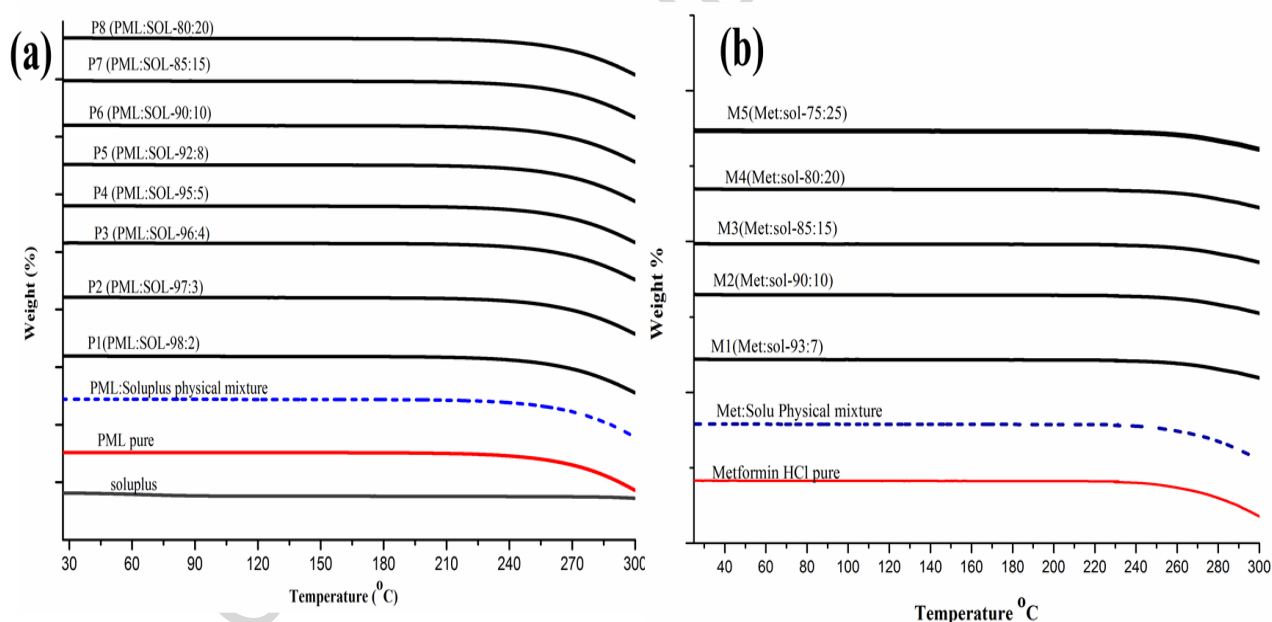 (a)
P8 (PML:SOL-80:20)
P7 (PML:SOL-85:15)
P6 (PML:SOL-90:10)
P5 (PML:SOL-92:8)
P4 (PML:SOL-95:5)
P3 (PML:SOL-96:4)
P2 (PML:SOL-97:3)
P1(PML:SOL-98:2)
PML:Soluplus physical mixture
PML pure
soluplus
Weight (%)
30 60 90 120 150 180 210 240 270 300
Temperature (°C)
(b)
M5(Met:sol-75:25)
M4(Met:sol-80:20)
M3(Met:sol-85:15)
M2(Met:sol-90:10)
M1(Met:sol-93:7)
Met:Solu Physical mixture
Metformin HCl pure
Weight %
40 60 80 100 120 140 160 180 200 220 240 260 280 300
Temperature °C